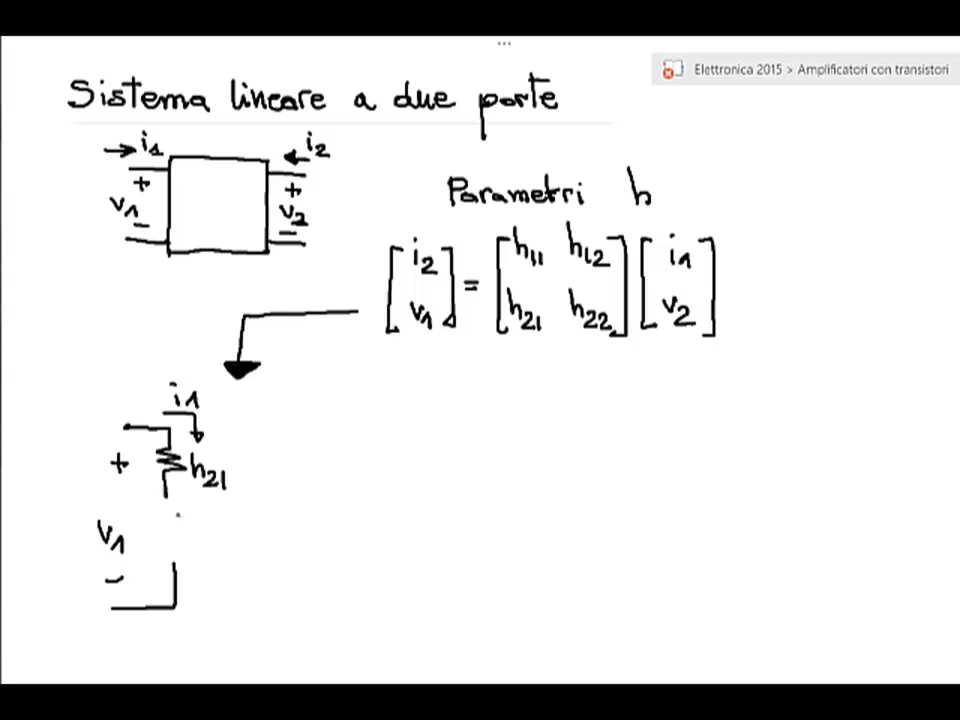 ...
Elettronica 2015 > Amplificatori con transistori
Sistema lineare a due porte
i1 i2
+ +
v1 v2
− −
Parametri h
[i2 v1] = [h11 h12 h21 h22] [i1 v2]
i1
+ h21
v1
−